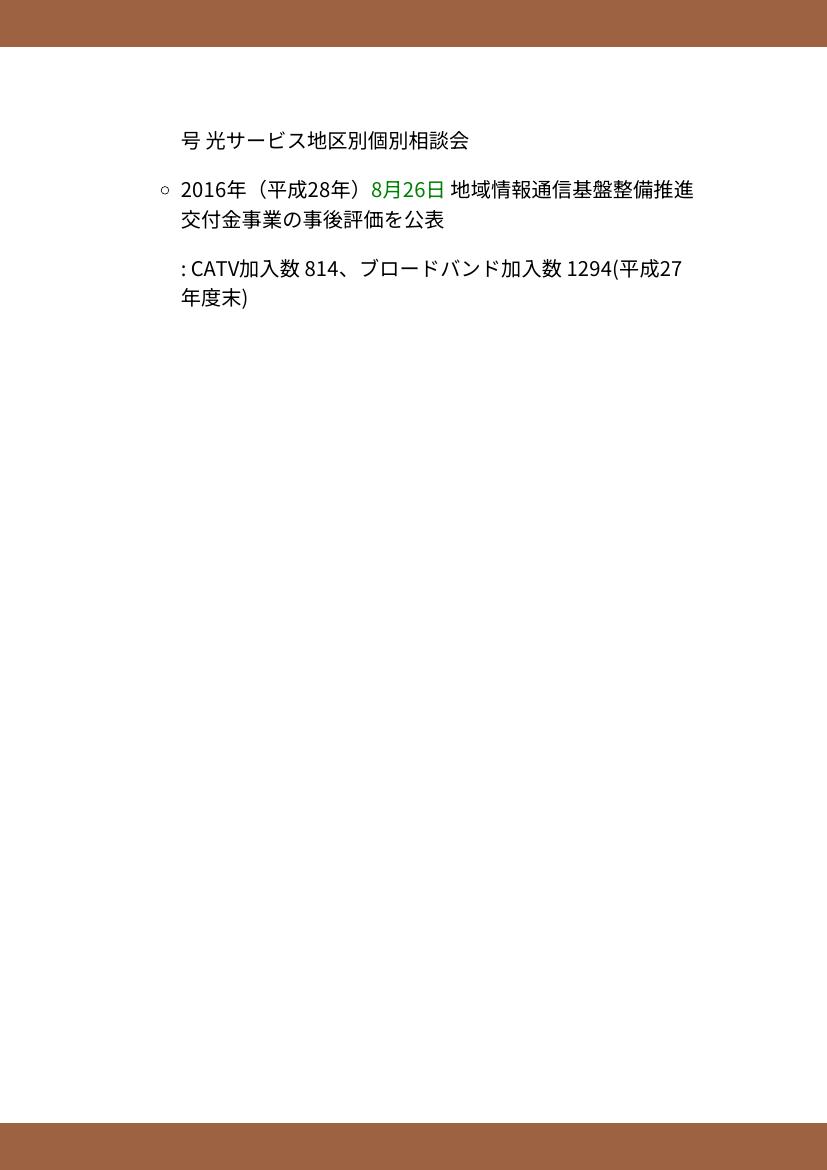 号 光サービス地区別個別相談会
2016年（平成28年）8月26日 地域情報通信基盤整備推進
交付金事業の事後評価を公表
: CATV加入数 814、ブロードバンド加入数 1294(平成27
年度末)